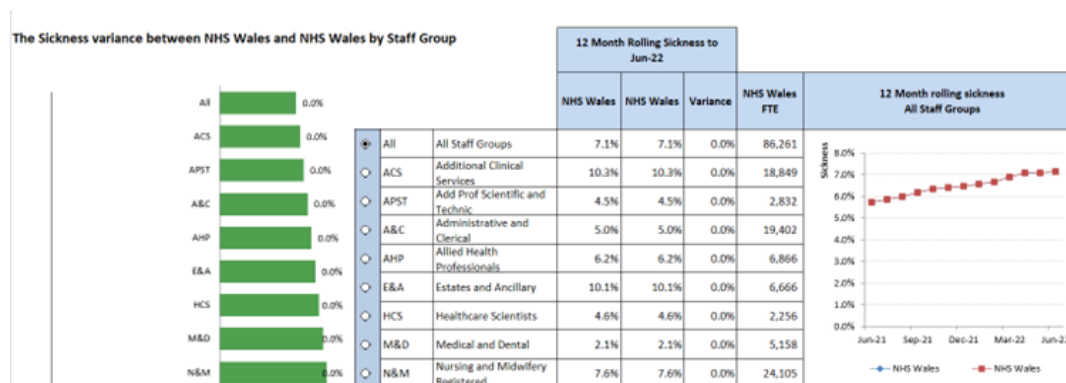 The Sickness variance between NHS Wales and NHS Wales by Staff Group
All 0.0%
ACS 0.0%
APST 0.0%
A&C 0.0%
AHP 0.0%
E&A 0.0%
HCS 0.0%
M&D 0.0%
N&M 0.0%
12 Month Rolling Sickness to
Jun-22
NHS Wales NHS Wales Variance NHS Wales
FTE
All All Staff Groups 7.1% 7.1% 0.0% 86,261
ACS Additional Clinical
Services 10.3% 10.3% 0.0% 18,849
APST Add Prof Scientific and
Technic 4.5% 4.5% 0.0% 2,832
A&C Administrative and
Clerical 5.0% 5.0% 0.0% 19,402
AHP Allied Health
Professionals 6.2% 6.2% 0.0% 6,866
E&A Estates and Ancillary 10.1% 10.1% 0.0% 6,666
HCS Healthcare Scientists 4.6% 4.6% 0.0% 2,256
M&D Medical and Dental 2.1% 2.1% 0.0% 5,158
N&M Nursing and Midwifery
Registered 7.6% 7.6% 0.0% 24,105
12 Month rolling sickness
All Staff Groups
Sickness
8.0%
7.0%
6.0%
5.0%
4.0%
3.0%
2.0%
1.0%
0.0%
Jun-21 Sep-21 Dec-21 Mar-22 Jun-22
NHS Wales NHS Wales